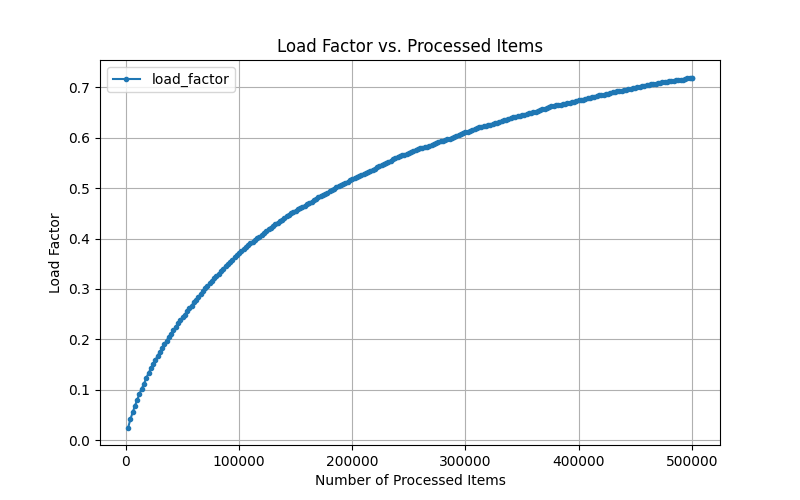 Load Factor vs. Processed Items
load_factor
Load Factor
0.7
0.6
0.5
0.4
0.3
0.2
0.1
0.0
0 100000 200000 300000 400000 500000
Number of Processed Items